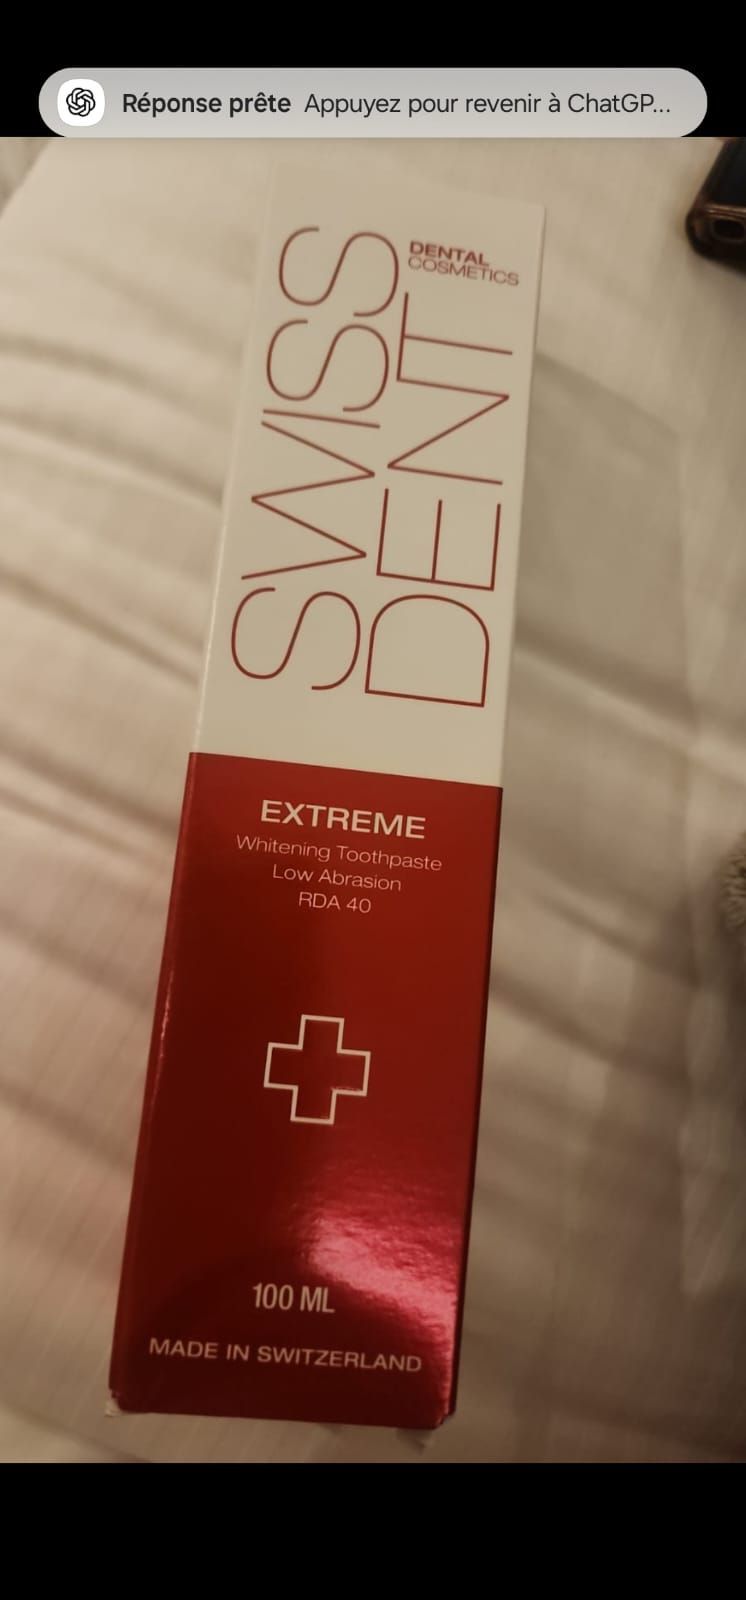 Réponse prête Appuyez pour revenir à ChatGP...
SWISS
DENT
DENTAL
COSMETICS
EXTREME
Whitening Toothpaste
Low Abrasion
RDA 40
100 ML
MADE IN SWITZERLAND